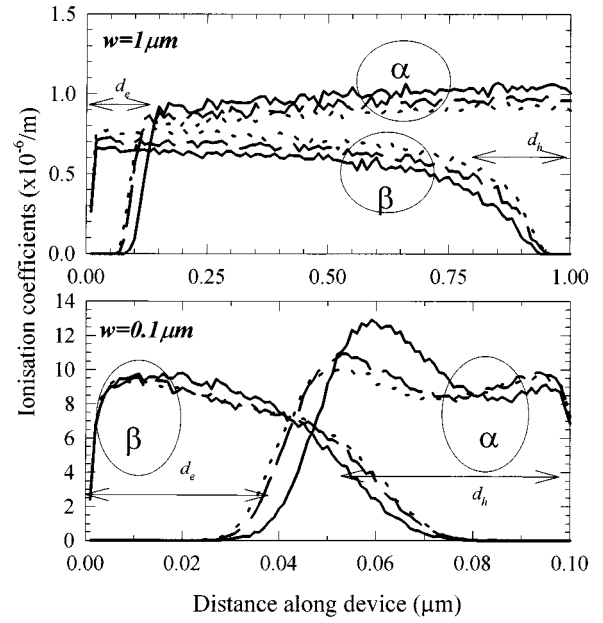 w=1μm
α
d_e
d_h
β
1.5
1.0
0.5
0.0
0.00 0.25 0.50 0.75 1.00
w=0.1μm
β
α
d_e
d_h
14
12
10
8
6
4
2
0
0.00 0.02 0.04 0.06 0.08 0.10
Ionisation coefficients (x10⁻⁶/m)
Distance along device (μm)